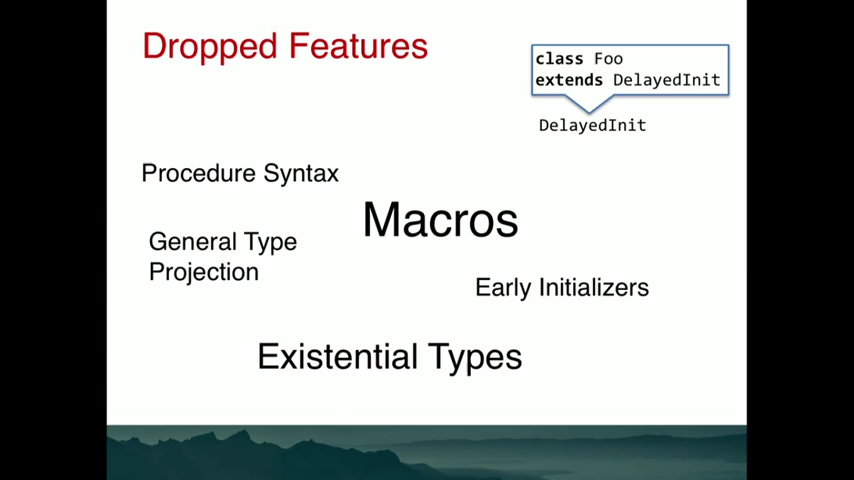 Dropped Features
class Foo
extends DelayedInit
DelayedInit
Procedure Syntax
Macros
General Type
Projection
Early Initializers
Existential Types